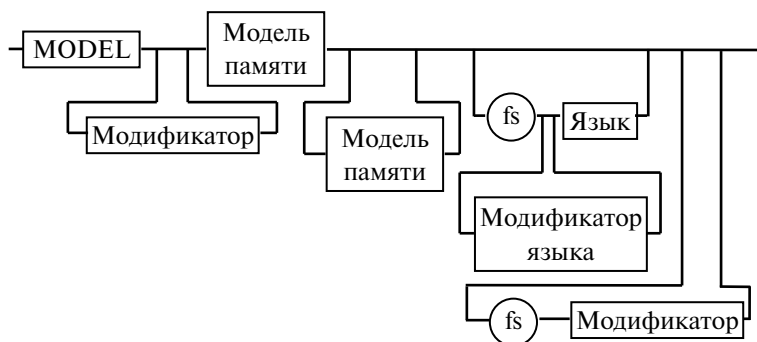 MODEL
Модель
памяти
Модификатор
Модель
памяти
fs
Язык
Модификатор
языка
fs
Модификатор